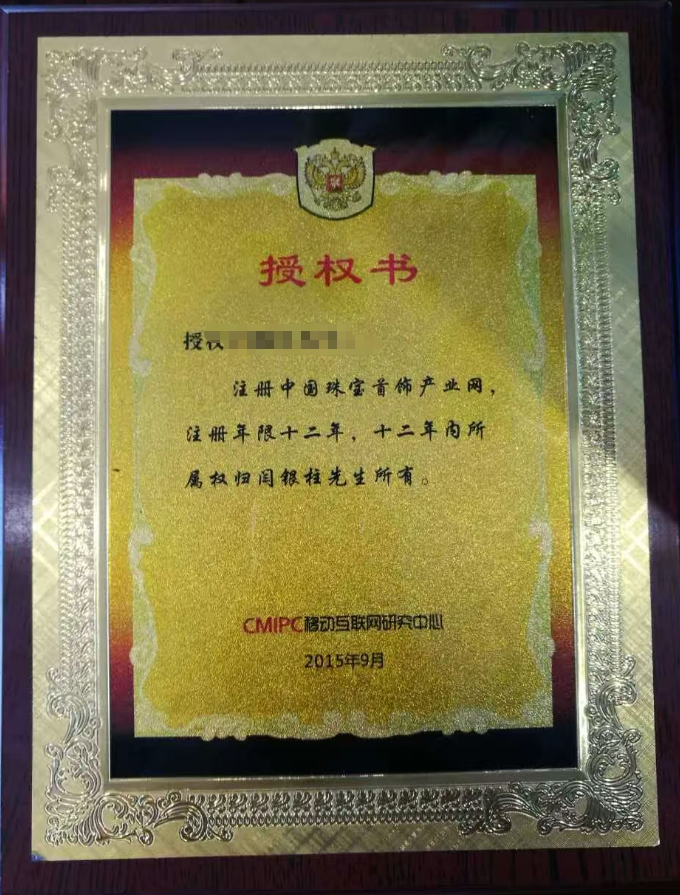 授权书
授权
注册中国珠宝首饰产业网，
注册年限十二年，十二年内所
属权归闫银柱先生所有。
CMIPC移动互联网研究中心
2015年9月